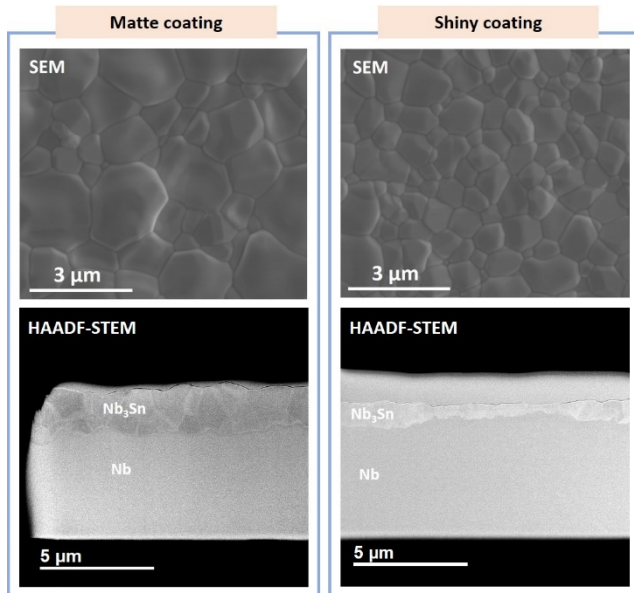 Matte coating
Shiny coating
SEM
SEM
3 µm
3 µm
HAADF-STEM
HAADF-STEM
Nb₃Sn
Nb₃Sn
Nb
Nb
5 µm
5 µm